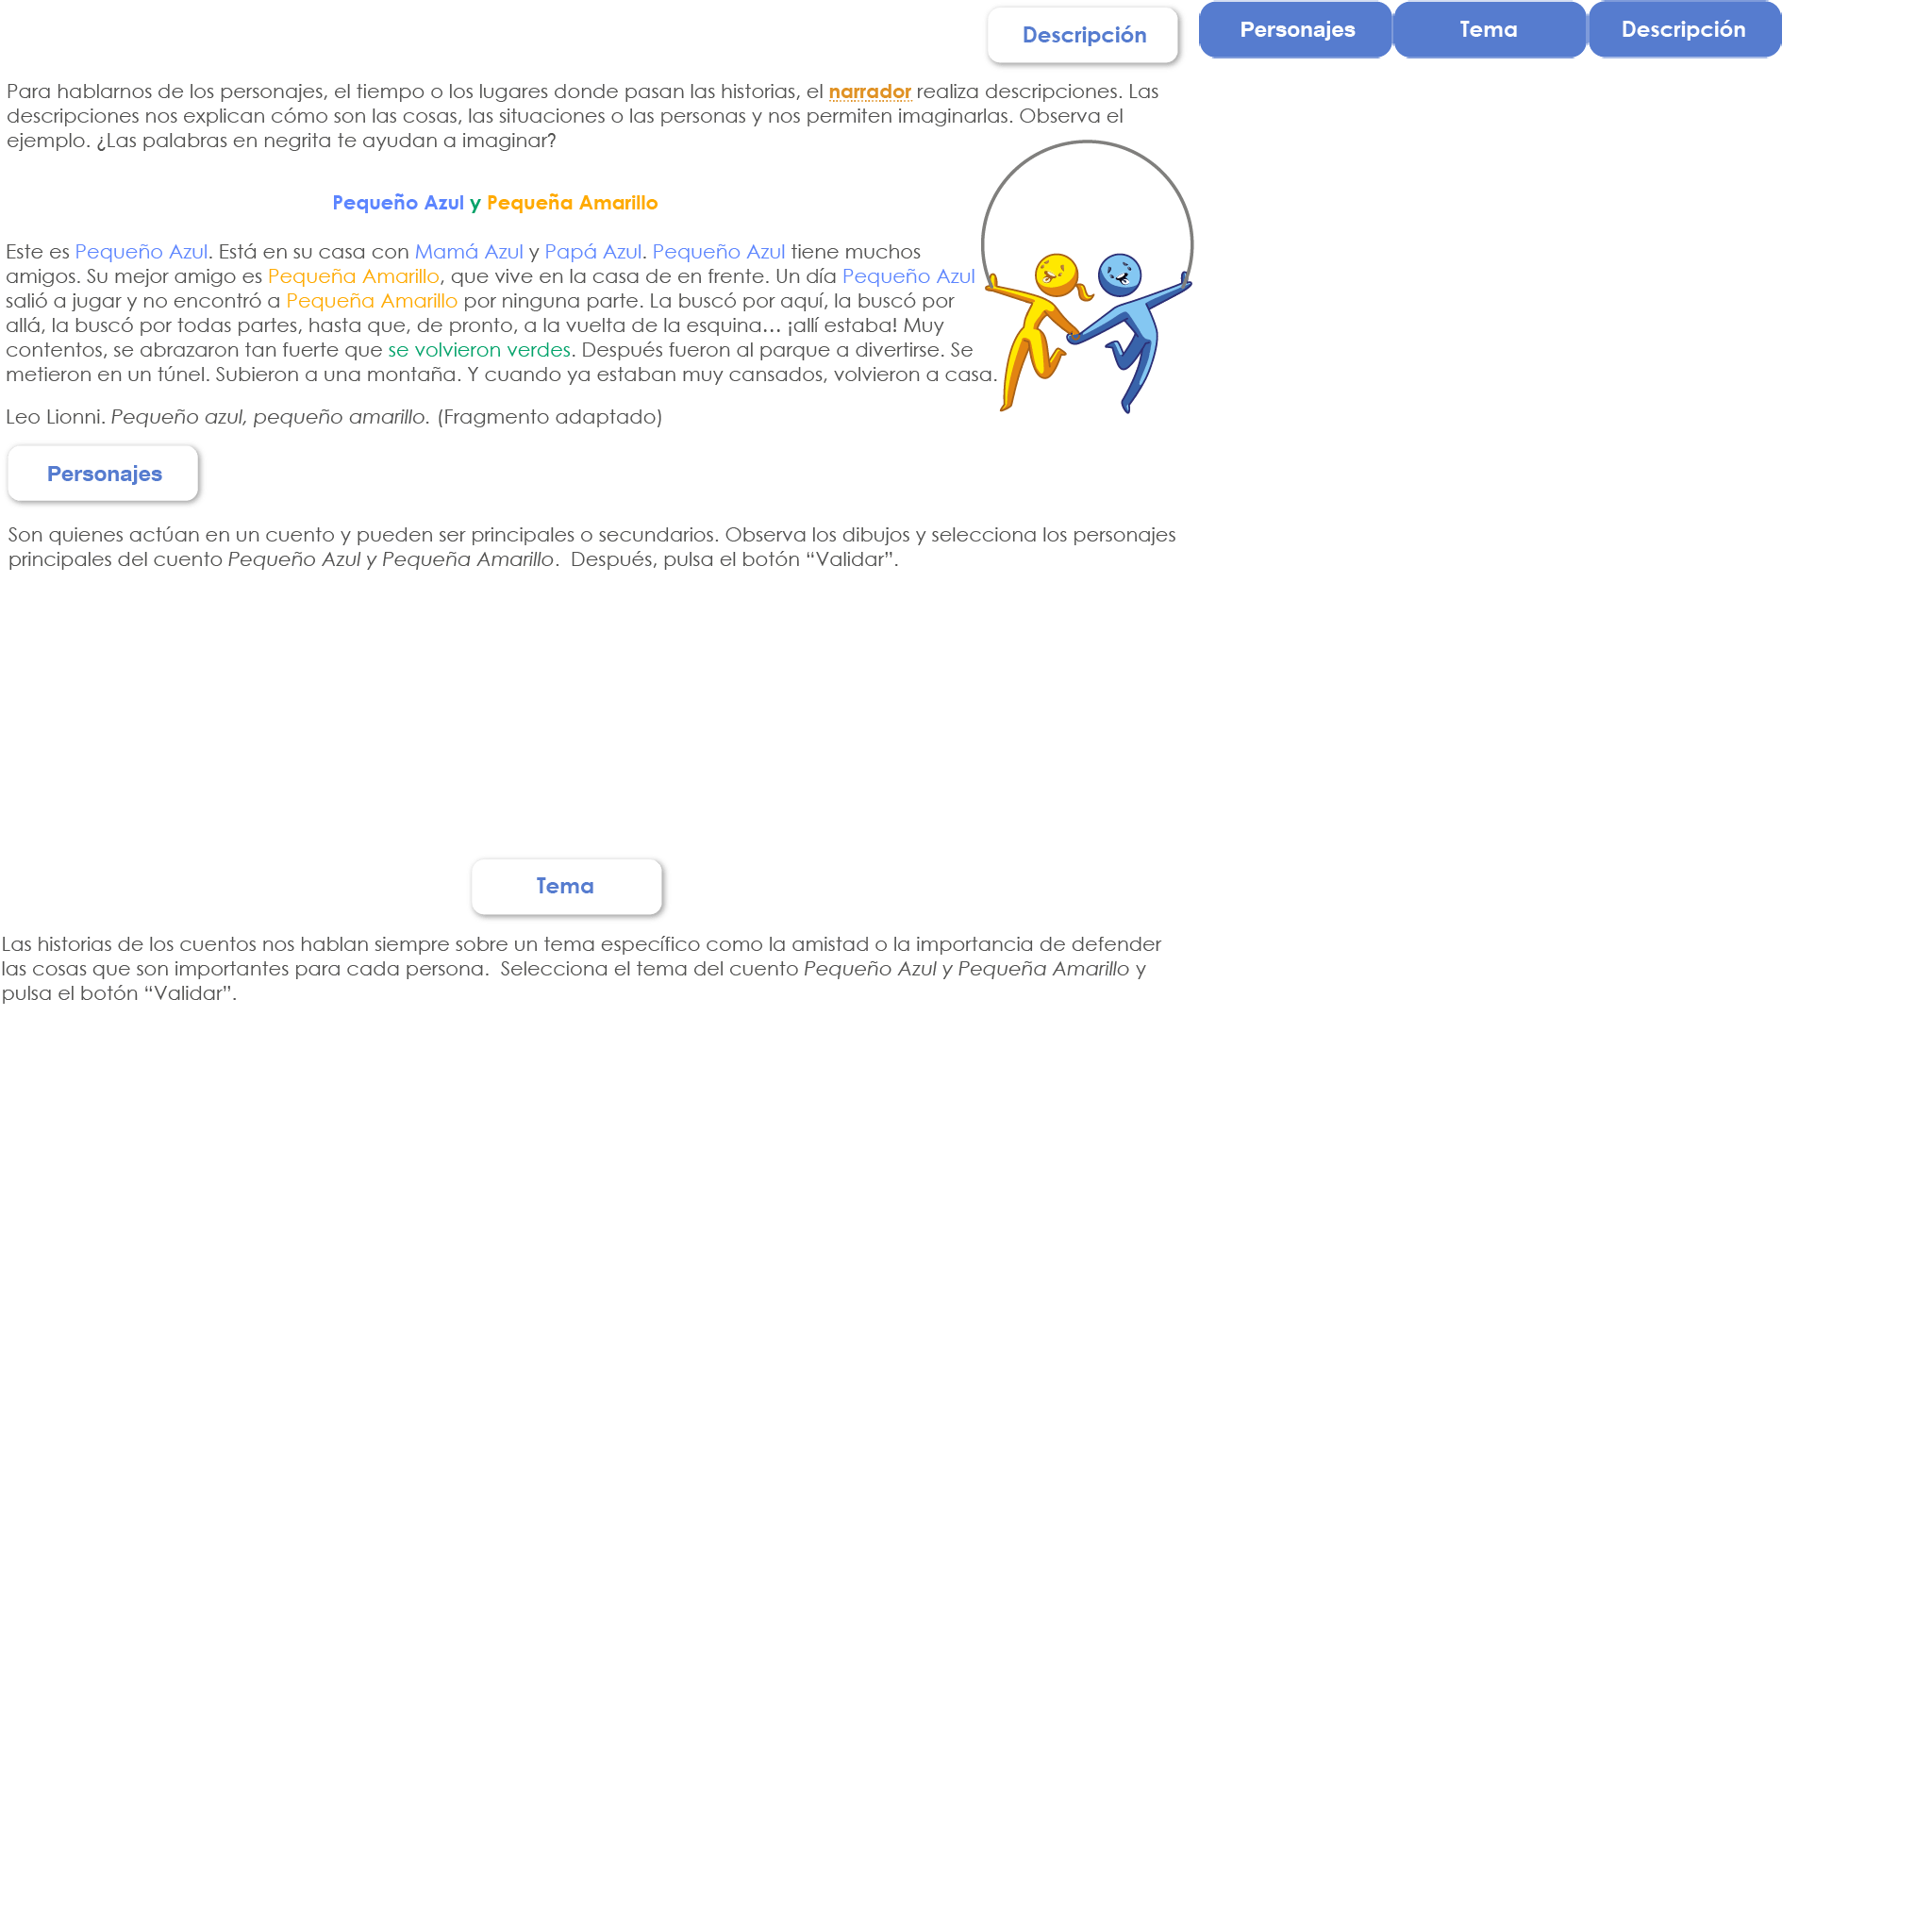 Descripción
Personajes
Tema
Descripción
Para hablarnos de los personajes, el tiempo o los lugares donde pasan las historias, el narrador realiza descripciones. Las
descripciones nos explican cómo son las cosas, las situaciones o las personas y nos permiten imaginarlas. Observa el
ejemplo. ¿Las palabras en negrita te ayudan a imaginar?
Pequeño Azul y Pequeña Amarillo
Este es Pequeño Azul. Está en su casa con Mamá Azul y Papá Azul. Pequeño Azul tiene muchos
amigos. Su mejor amigo es Pequeña Amarillo, que vive en la casa de en frente. Un día Pequeño Azul
salió a jugar y no encontró a Pequeña Amarillo por ninguna parte. La buscó por aquí, la buscó por
allá, la buscó por todas partes, hasta que, de pronto, a la vuelta de la esquina… ¡allí estaba! Muy
contentos, se abrazaron tan fuerte que se volvieron verdes. Después fueron al parque a divertirse. Se
metieron en un túnel. Subieron a una montaña. Y cuando ya estaban muy cansados, volvieron a casa.
Leo Lionni. Pequeño azul, pequeño amarillo. (Fragmento adaptado)
Personajes
Son quienes actúan en un cuento y pueden ser principales o secundarios. Observa los dibujos y selecciona los personajes
principales del cuento Pequeño Azul y Pequeña Amarillo.  Después, pulsa el botón “Validar”.
Tema
Las historias de los cuentos nos hablan siempre sobre un tema específico como la amistad o la importancia de defender
las cosas que son importantes para cada persona.  Selecciona el tema del cuento Pequeño Azul y Pequeña Amarillo y
pulsa el botón “Validar”.